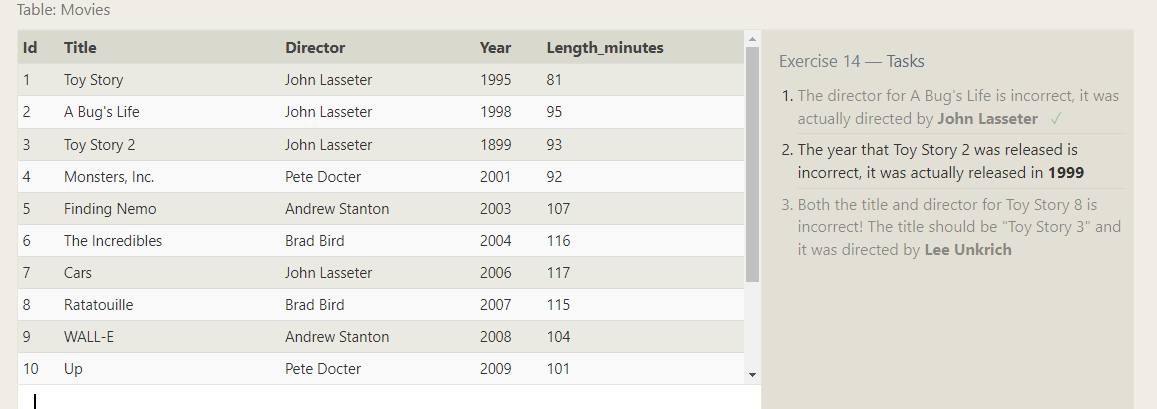 Table: Movies
Id Title Director Year Length_minutes
1 Toy Story John Lasseter 1995 81
2 A Bug's Life John Lasseter 1998 95
3 Toy Story 2 John Lasseter 1899 93
4 Monsters, Inc. Pete Docter 2001 92
5 Finding Nemo Andrew Stanton 2003 107
6 The Incredibles Brad Bird 2004 116
7 Cars John Lasseter 2006 117
8 Ratatouille Brad Bird 2007 115
9 WALL-E Andrew Stanton 2008 104
10 Up Pete Docter 2009 101
Exercise 14 — Tasks
1. The director for A Bug's Life is incorrect, it was
actually directed by John Lasseter ✓
2. The year that Toy Story 2 was released is
incorrect, it was actually released in 1999
3. Both the title and director for Toy Story 8 is
incorrect! The title should be "Toy Story 3" and
it was directed by Lee Unkrich